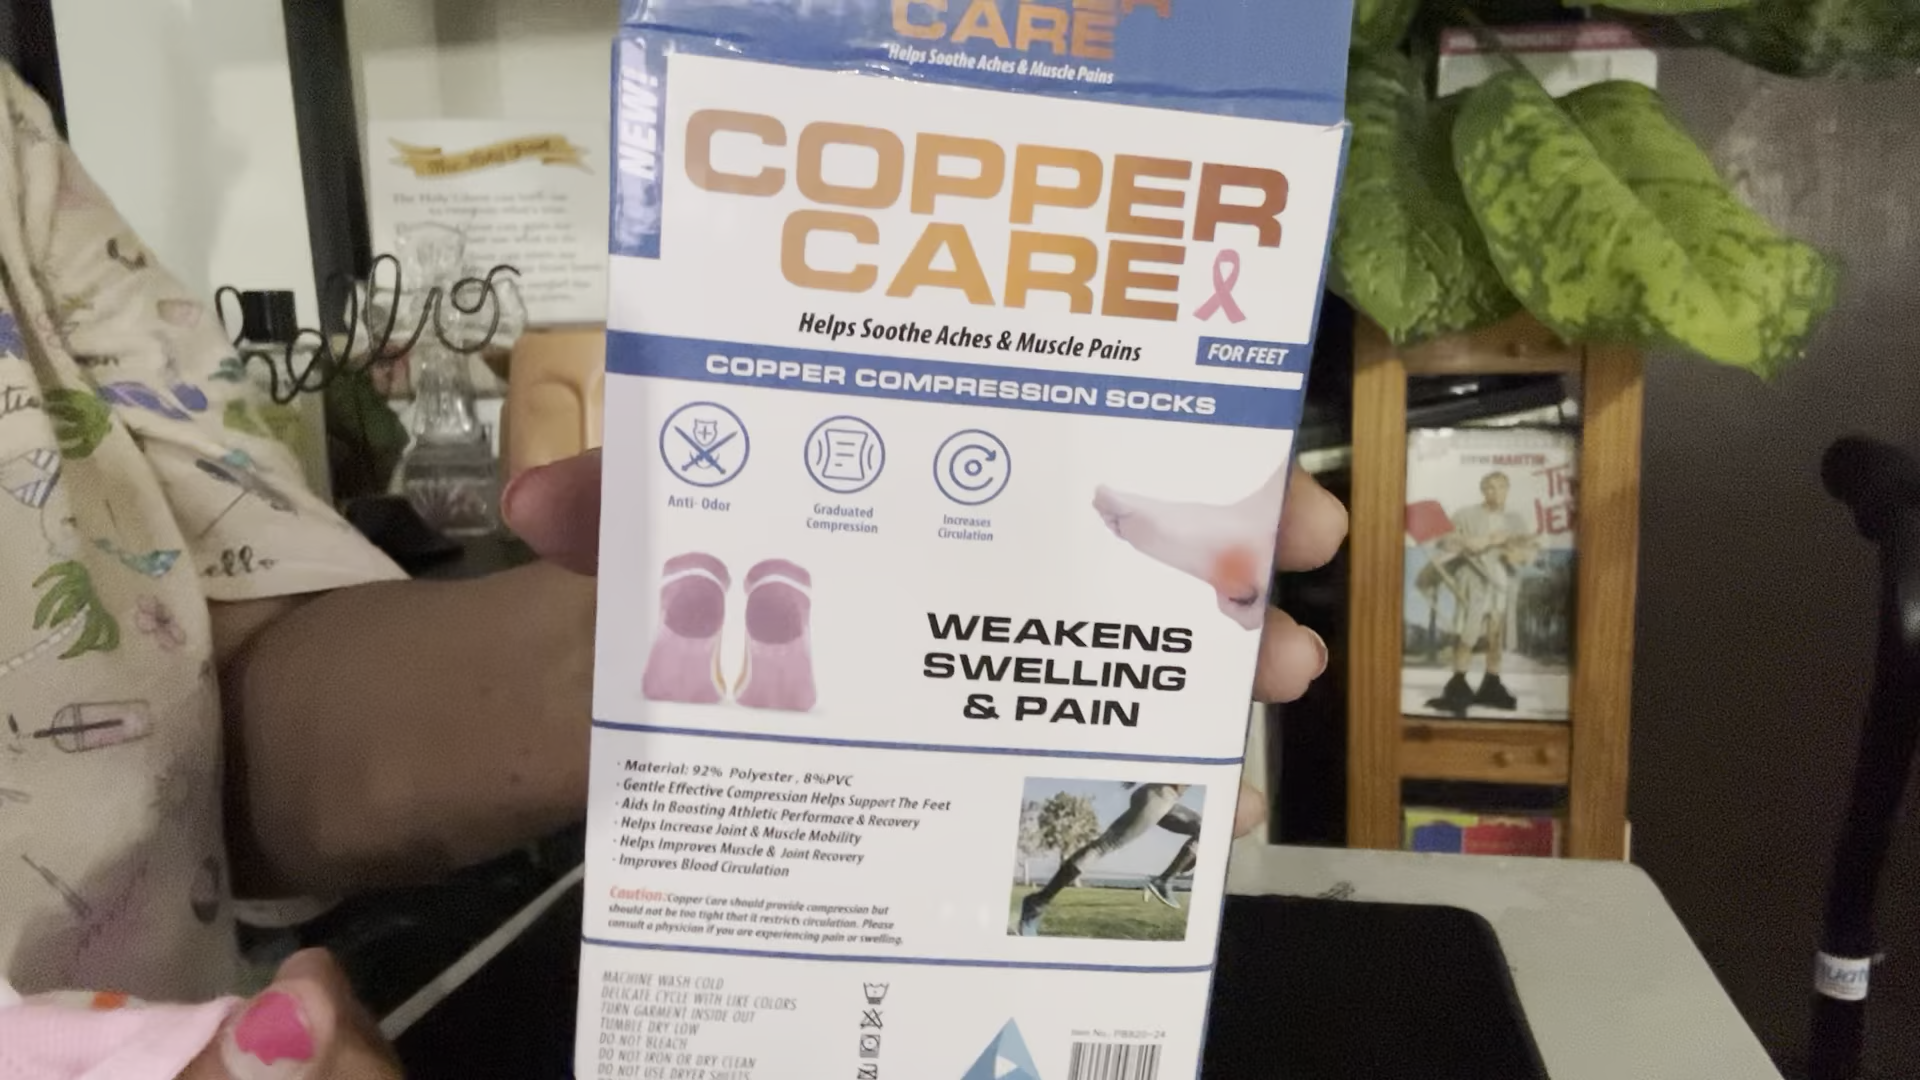 CARE
Helps Soothe Aches & Muscle Pains
NEW!
COPPER
CARE
Helps Soothe Aches & Muscle Pains
FOR FEET
COPPER COMPRESSION SOCKS
Anti- Odor
Graduated
Compression
Increases
Circulation
WEAKENS
SWELLING
& PAIN
· Material: 92% Polyester, 8%PVC
· Gentle Effective Compression Helps Support The Feet
· Aids In Boosting Athletic Performace & Recovery
· Helps Increase Joint & Muscle Mobility
· Helps Improves Muscle & Joint Recovery
· Improves Blood Circulation
Caution: Copper Care should provide compression but
should not be too tight that it restricts circulation. Please
consult a physician if you are experiencing pain or swelling.
MACHINE WASH COLD
DELICATE CYCLE WITH LIKE COLORS
TURN GARMENT INSIDE OUT
TUMBLE DRY LOW
DO NOT BLEACH
DO NOT IRON OR DRY CLEAN
DO NOT USE DRYER SHEETS
Item No.: PB820-24
hello
ello
MARTIN